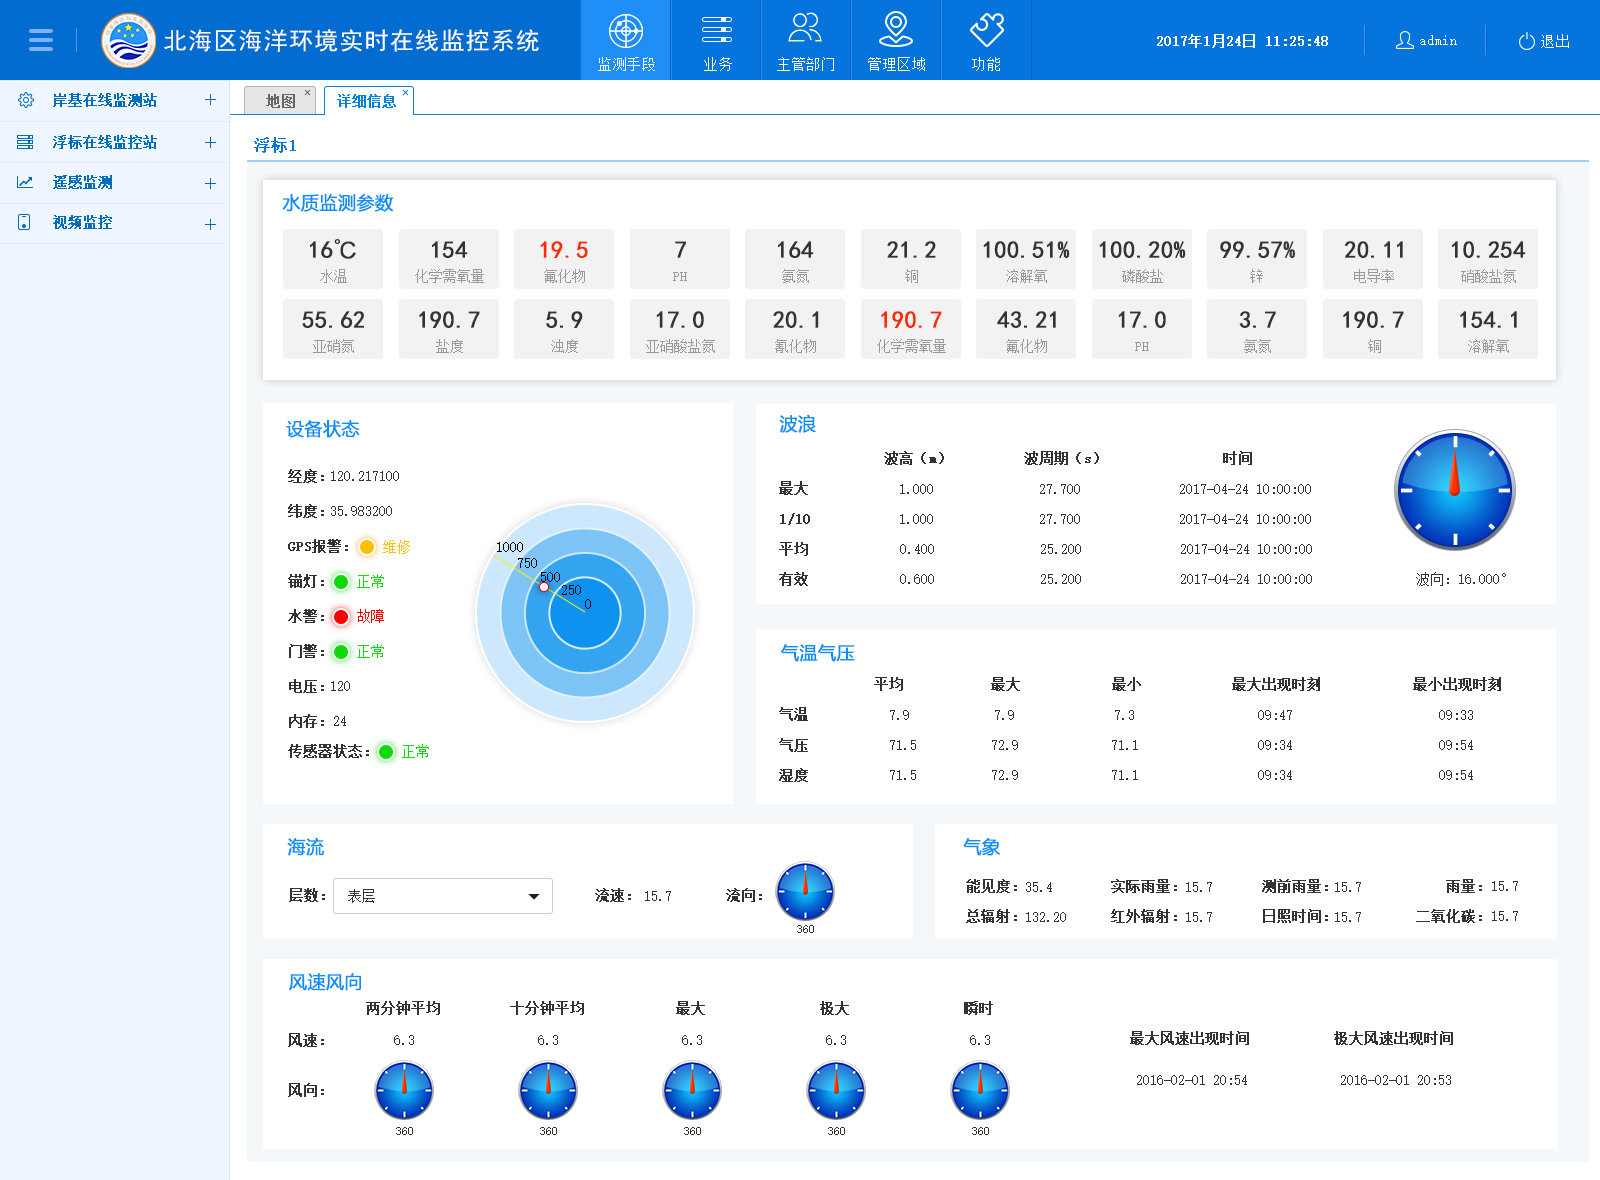 北海区海洋环境实时在线监控系统
监测手段 业务 主管部门 管理区域 功能
2017年1月24日 11:25:48 admin 退出
岸基在线监测站 +
浮标在线监控站 +
遥感监测 +
视频监控 +
地图 × 详细信息 ×
浮标1
水质监测参数
16℃ 154 19.5 7 164 21.2 100.51% 100.20% 99.57% 20.11 10.254
水温 化学需氧量 氟化物 PH 氨氮 铜 溶解氧 磷酸盐 锌 电导率 硝酸盐氮
55.62 190.7 5.9 17.0 20.1 190.7 43.21 17.0 3.7 190.7 154.1
亚硝氮 盐度 浊度 亚硝酸盐氮 氰化物 化学需氧量 氟化物 PH 氨氮 铜 溶解氧
设备状态
经度：120.217100
纬度：35.983200
GPS报警： 维修
锚灯： 正常
水警： 故障
门警： 正常
电压：120
内存：24
传感器状态： 正常
1000
750
500
250
0
波浪
波高（m） 波周期（s） 时间
最大 1.000 27.700 2017-04-24 10:00:00
1/10 1.000 27.700 2017-04-24 10:00:00
平均 0.400 25.200 2017-04-24 10:00:00
有效 0.600 25.200 2017-04-24 10:00:00
波向：16.000°
气温气压
平均 最大 最小 最大出现时刻 最小出现时刻
气温 7.9 7.9 7.3 09:47 09:33
气压 71.5 72.9 71.1 09:34 09:54
湿度 71.5 72.9 71.1 09:34 09:54
海流
层数： 表层 流速： 15.7 流向：
360
气象
能见度：35.4 实际雨量：15.7 测前雨量：15.7 雨量：15.7
总辐射：132.20 红外辐射：15.7 日照时间：15.7 二氧化碳：15.7
风速风向
两分钟平均 十分钟平均 最大 极大 瞬时
风速： 6.3 6.3 6.3 6.3 6.3
最大风速出现时间 极大风速出现时间
2016-02-01 20:54 2016-02-01 20:53
风向：
360 360 360 360 360